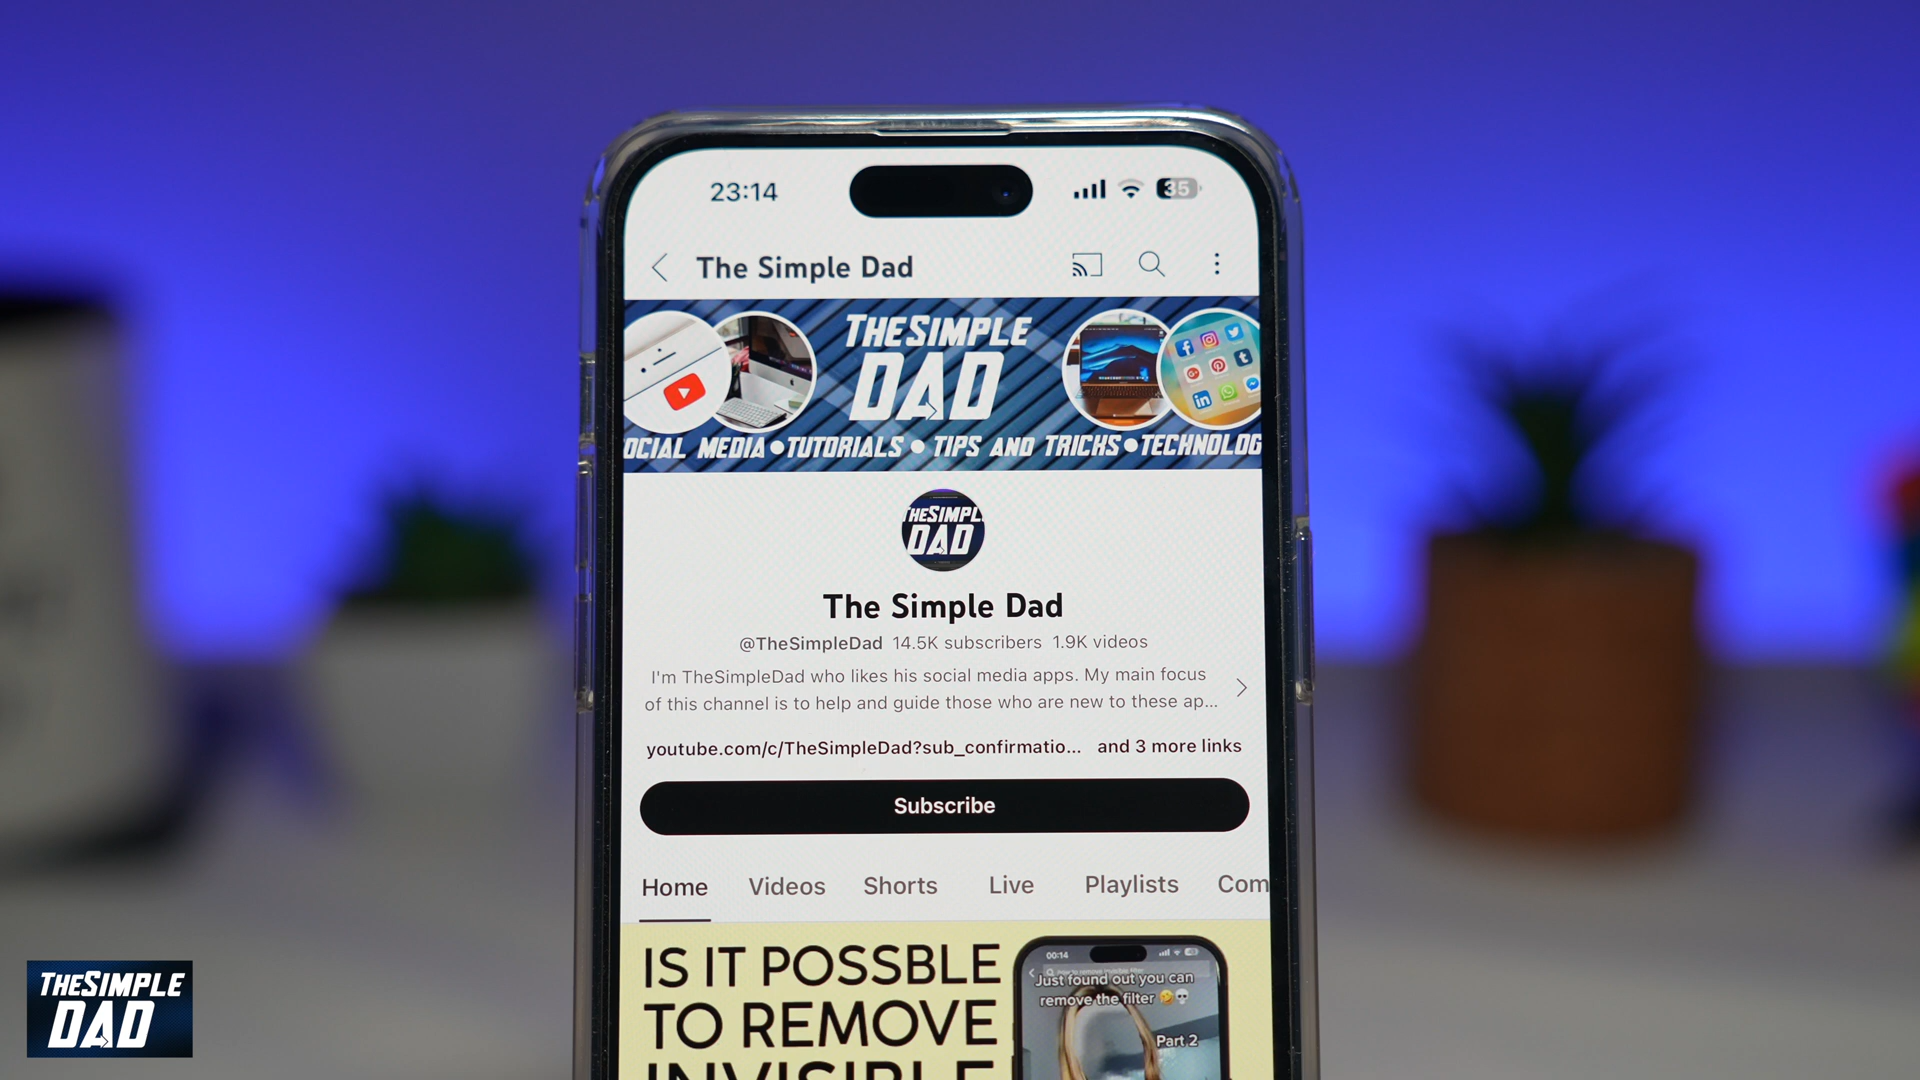 23:14
35
The Simple Dad
THESIMPLE
DAD
OCIAL MEDIA • TUTORIALS • TIPS AND TRICKS • TECHNOLOG
HESIMPL
DAD
The Simple Dad
@TheSimpleDad 14.5K subscribers 1.9K videos
I'm TheSimpleDad who likes his social media apps. My main focus
of this channel is to help and guide those who are new to these ap...
youtube.com/c/TheSimpleDad?sub_confirmatio... and 3 more links
Subscribe
Home Videos Shorts Live Playlists Com
IS IT POSSBLE
TO REMOVE
INVISIBLE
00:14
Just found out you can
remove the filter 🤣💀
Part 2
THESIMPLE
DAD